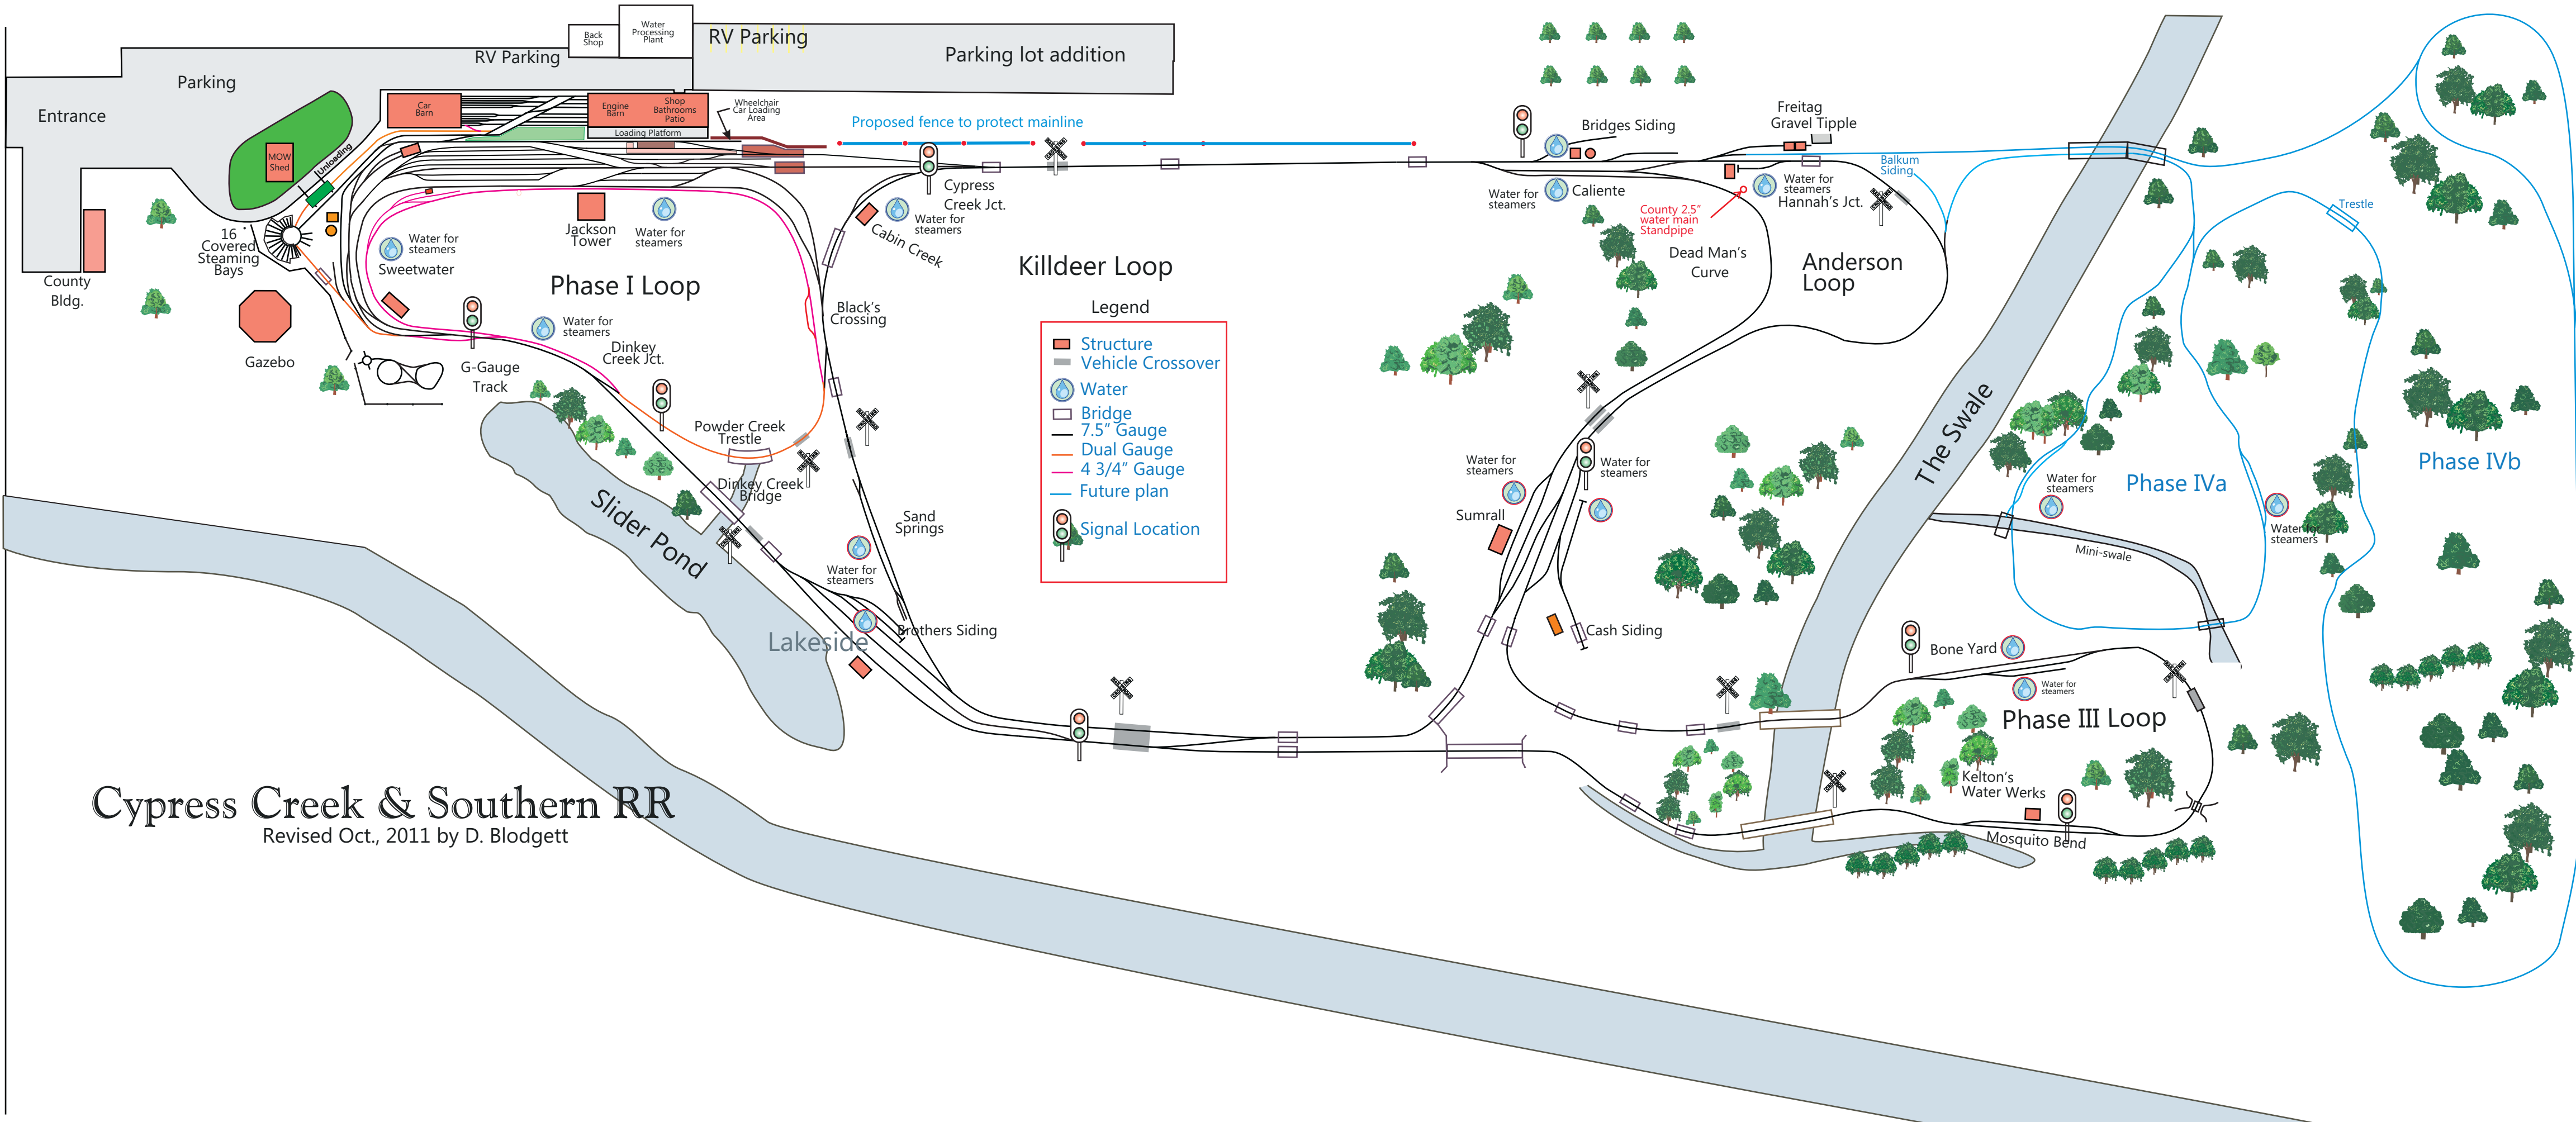 Back
Shop
Water
Processing
Plant
RV Parking
RV Parking
Parking lot addition
Parking
Entrance
Car
Barn
Engine
Barn
Shop
Bathrooms
Patio
Loading Platform
Wheelchair
Car Loading
Area
MOW
Shed
Unloading
16
Covered
Steaming
Bays
County
Bldg.
Gazebo
Water for
steamers
Sweetwater
Jackson
Tower
Water for
steamers
Phase I Loop
Water for
steamers
G-Gauge
Track
Dinkey
Creek Jct.
Powder Creek
Trestle
Dinkey Creek
Bridge
Slider Pond
Lakeside
Proposed fence to protect mainline
Cypress
Creek Jct.
Water for
steamers
Cabin Creek
Black's
Crossing
Killdeer Loop
Legend
Structure
Vehicle Crossover
Water
Bridge
7.5" Gauge
Dual Gauge
4 3/4" Gauge
Future plan
Signal Location
Sand
Springs
Water for
steamers
Brothers Siding
Bridges Siding
Freitag
Gravel Tipple
Water for
steamers
Caliente
Water for
steamers
Hannah's Jct.
County 2.5"
water main
Standpipe
Balkum
Siding
Dead Man's
Curve
Anderson
Loop
Water for
steamers
Water for
steamers
Sumrall
Cash Siding
The Swale
Trestle
Phase IVa
Phase IVb
Water for
steamers
Water for
steamers
Mini-swale
Bone Yard
Water for
steamers
Phase III Loop
Kelton's
Water Werks
Mosquito Bend
Cypress Creek & Southern RR
Revised Oct., 2011 by D. Blodgett